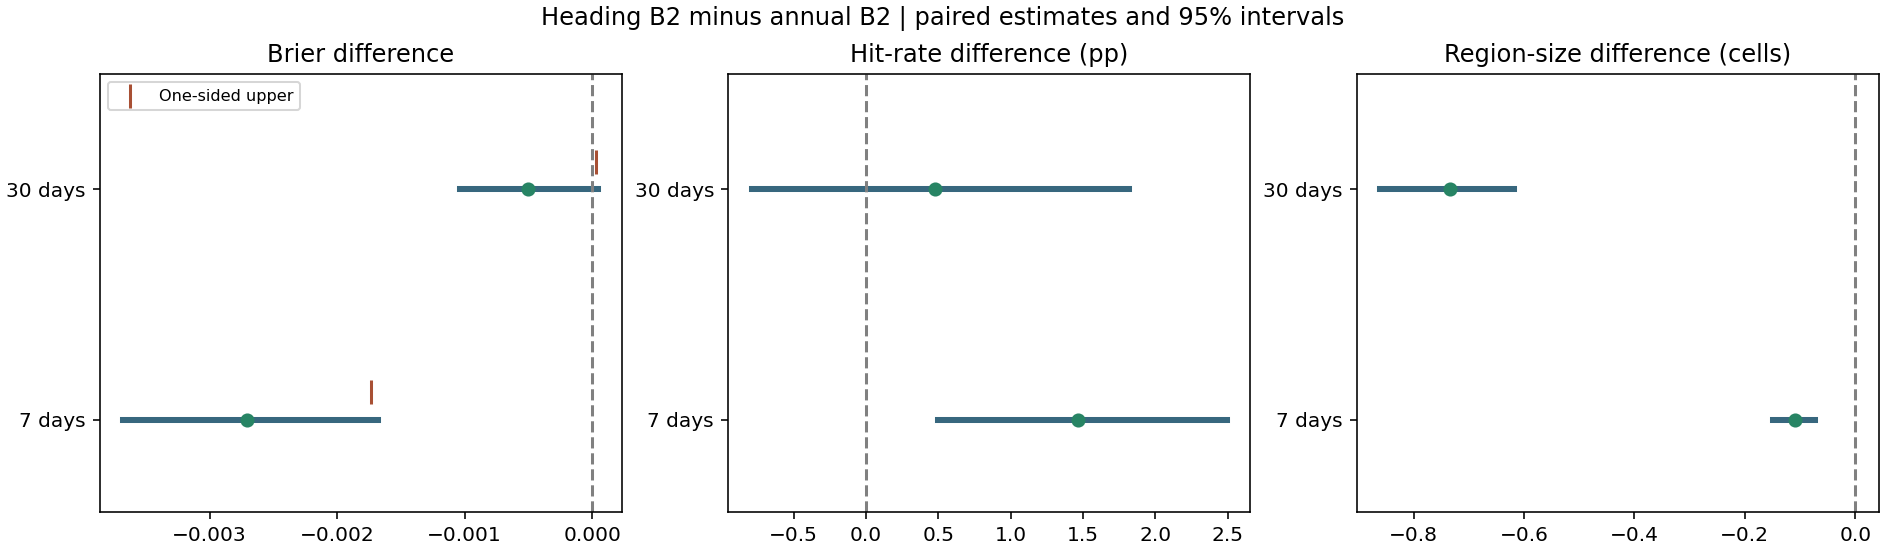 Heading B2 minus annual B2 | paired estimates and 95% intervals
Brier difference
One-sided upper
30 days
7 days
−0.003 −0.002 −0.001 0.000
Hit-rate difference (pp)
30 days
7 days
−0.5 0.0 0.5 1.0 1.5 2.0 2.5
Region-size difference (cells)
30 days
7 days
−0.8 −0.6 −0.4 −0.2 0.0